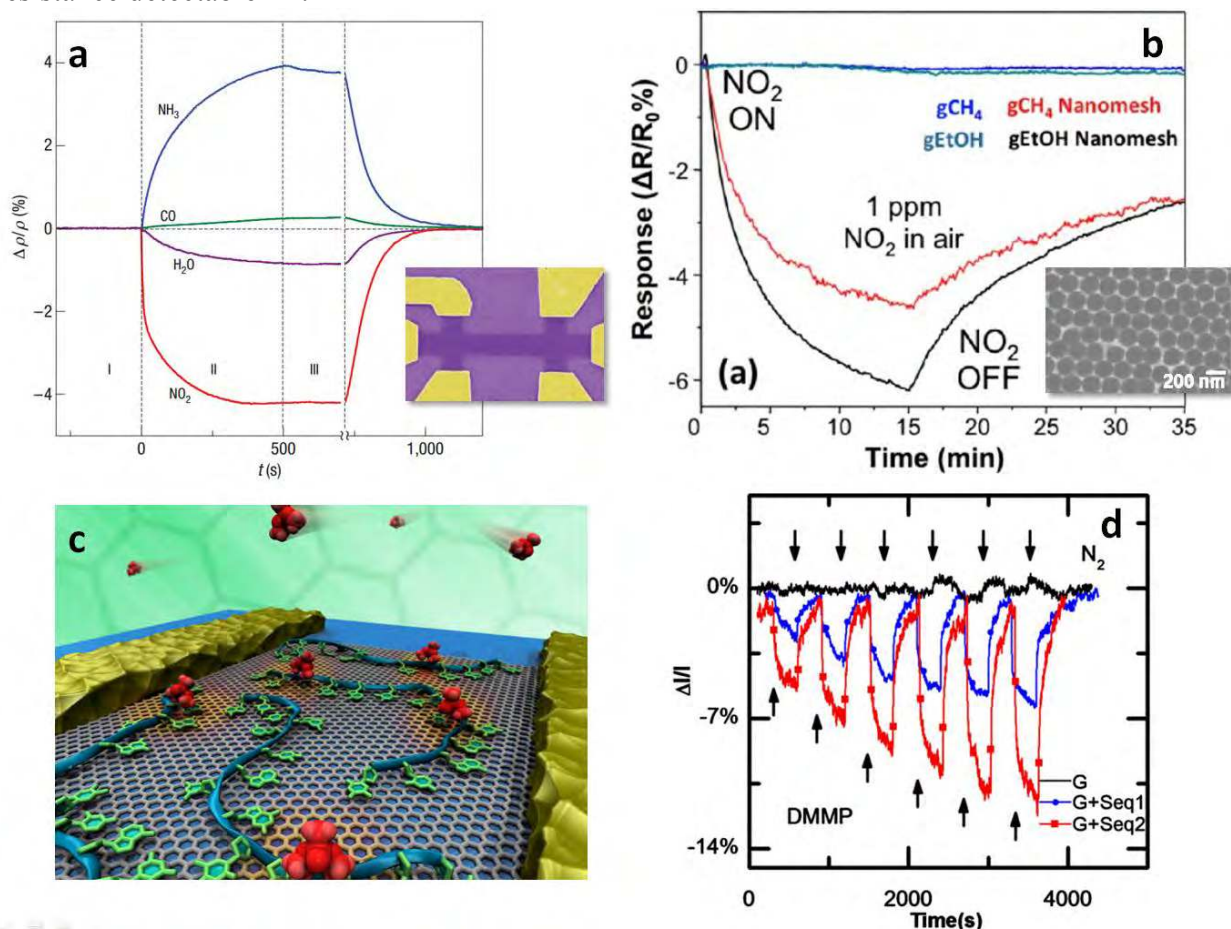 a
4
2
0
−2
−4
Δρ/ρ (%)
NH3
CO
H2O
NO2
I
II
III
0
500
1,000
t (s)
b
0
-2
-4
-6
Response (ΔR/R0%)
NO2
ON
gCH4
gCH4 Nanomesh
gEtOH
gEtOH Nanomesh
1 ppm
NO2 in air
NO2
OFF
(a)
200 nm
0
5
10
15
20
25
30
35
Time (min)
c
d
N2
0%
-7%
-14%
ΔI/I
DMMP
G
G+Seq1
G+Seq2
0
2000
4000
Time(s)